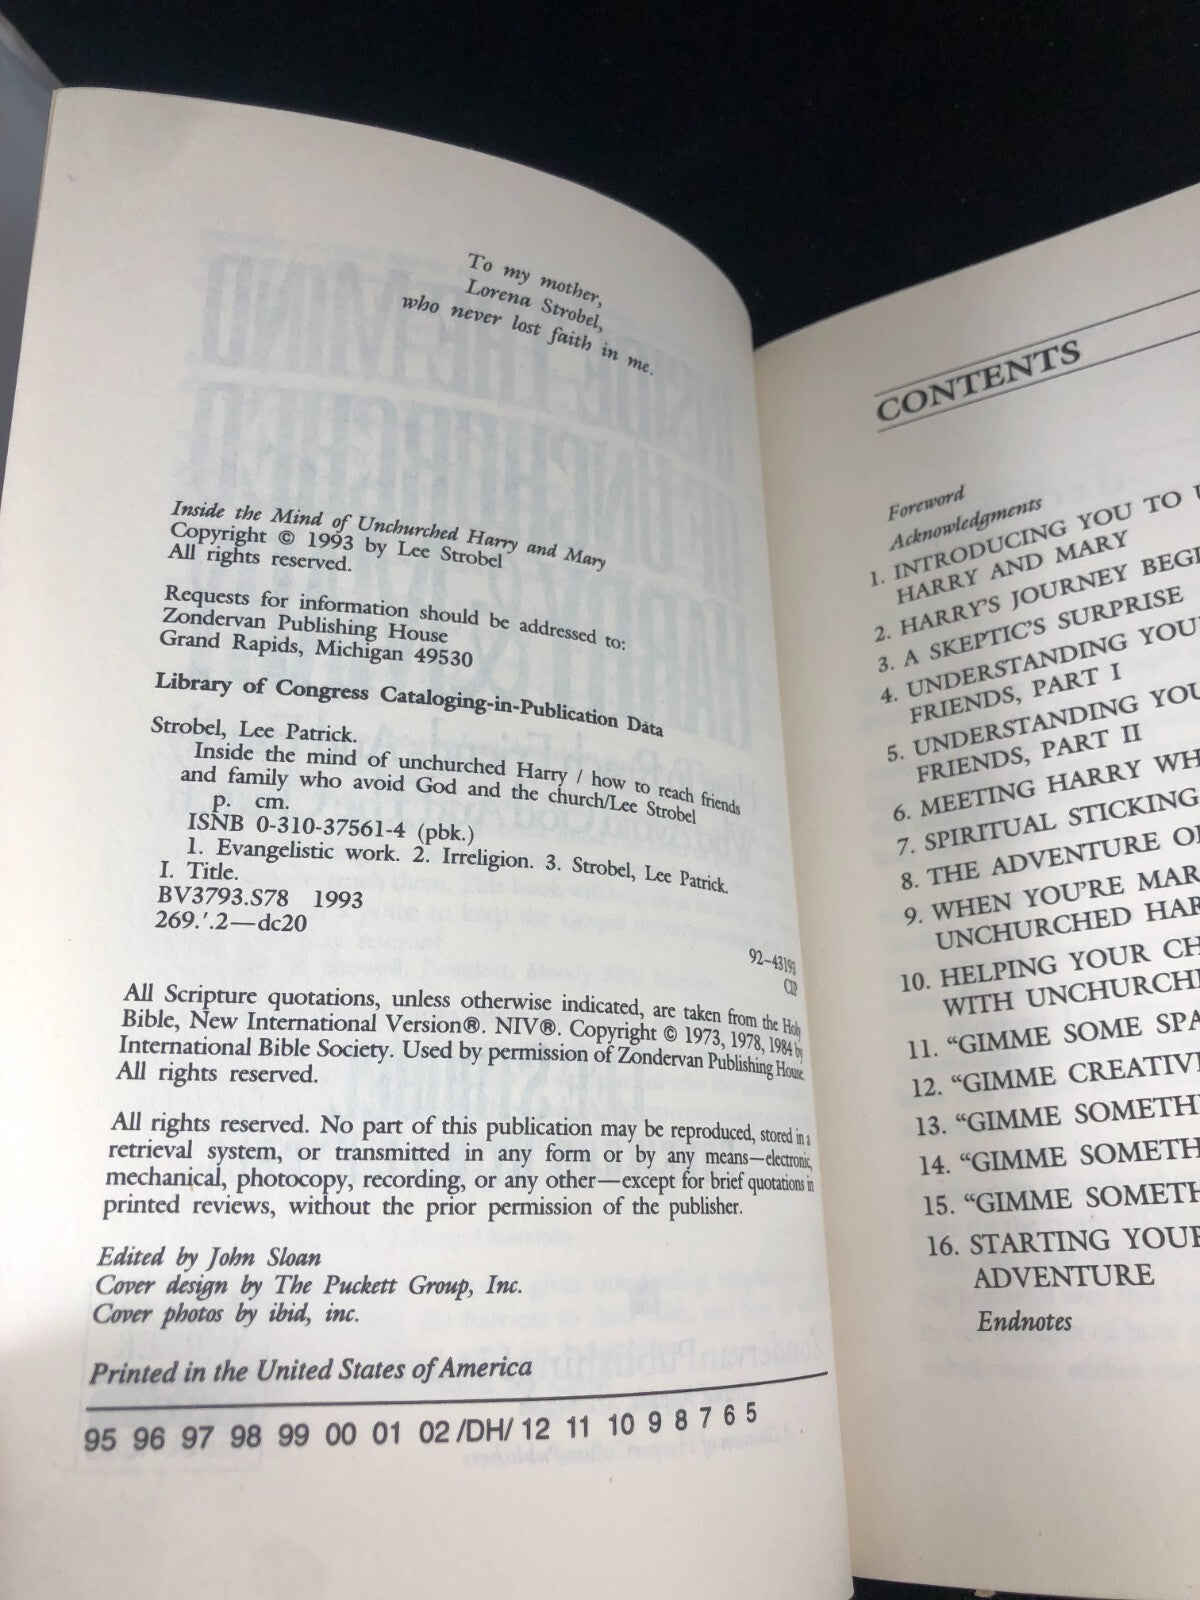 To my mother,
Lorena Strobel,
who never lost faith in me.
Inside the Mind of Unchurched Harry and Mary
Copyright © 1993 by Lee Strobel
All rights reserved.
Requests for information should be addressed to:
Zondervan Publishing House
Grand Rapids, Michigan 49530
Library of Congress Cataloging-in-Publication Data
Strobel, Lee Patrick.
Inside the mind of unchurched Harry / how to reach friends
and family who avoid God and the church/Lee Strobel
p. cm.
ISNB 0-310-37561-4 (pbk.)
1. Evangelistic work. 2. Irreligion. 3. Strobel, Lee Patrick.
I. Title.
BV3793.S78 1993
269.'.2—dc20
92-43198
CIP
All Scripture quotations, unless otherwise indicated, are taken from the Holy
Bible, New International Version®. NIV®. Copyright © 1973, 1978, 1984 by
International Bible Society. Used by permission of Zondervan Publishing House.
All rights reserved.
All rights reserved. No part of this publication may be reproduced, stored in a
retrieval system, or transmitted in any form or by any means—electronic,
mechanical, photocopy, recording, or any other—except for brief quotations in
printed reviews, without the prior permission of the publisher.
Edited by John Sloan
Cover design by The Puckett Group, Inc.
Cover photos by ibid, inc.
Printed in the United States of America
95 96 97 98 99 00 01 02 /DH/ 12 11 10 9 8 7 6 5
CONTENTS
Foreword
Acknowledgments
1. INTRODUCING YOU TO
HARRY AND MARY
2. HARRY'S JOURNEY
3. A SKEPTIC'S SURPRISE
4. UNDERSTANDING
FRIENDS, PART I
5. UNDERSTANDING
FRIENDS, PART II
6. MEETING HARRY
7. SPIRITUAL STICKING
8. THE ADVENTURE
9. WHEN YOU'RE
UNCHURCHED
10. HELPING YOUR
WITH
11. "GIMME SOME
12. "GIMME
13. "GIMME
14. "GIMME
15. "GIMME
16. STARTING YOUR
ADVENTURE
Endnotes